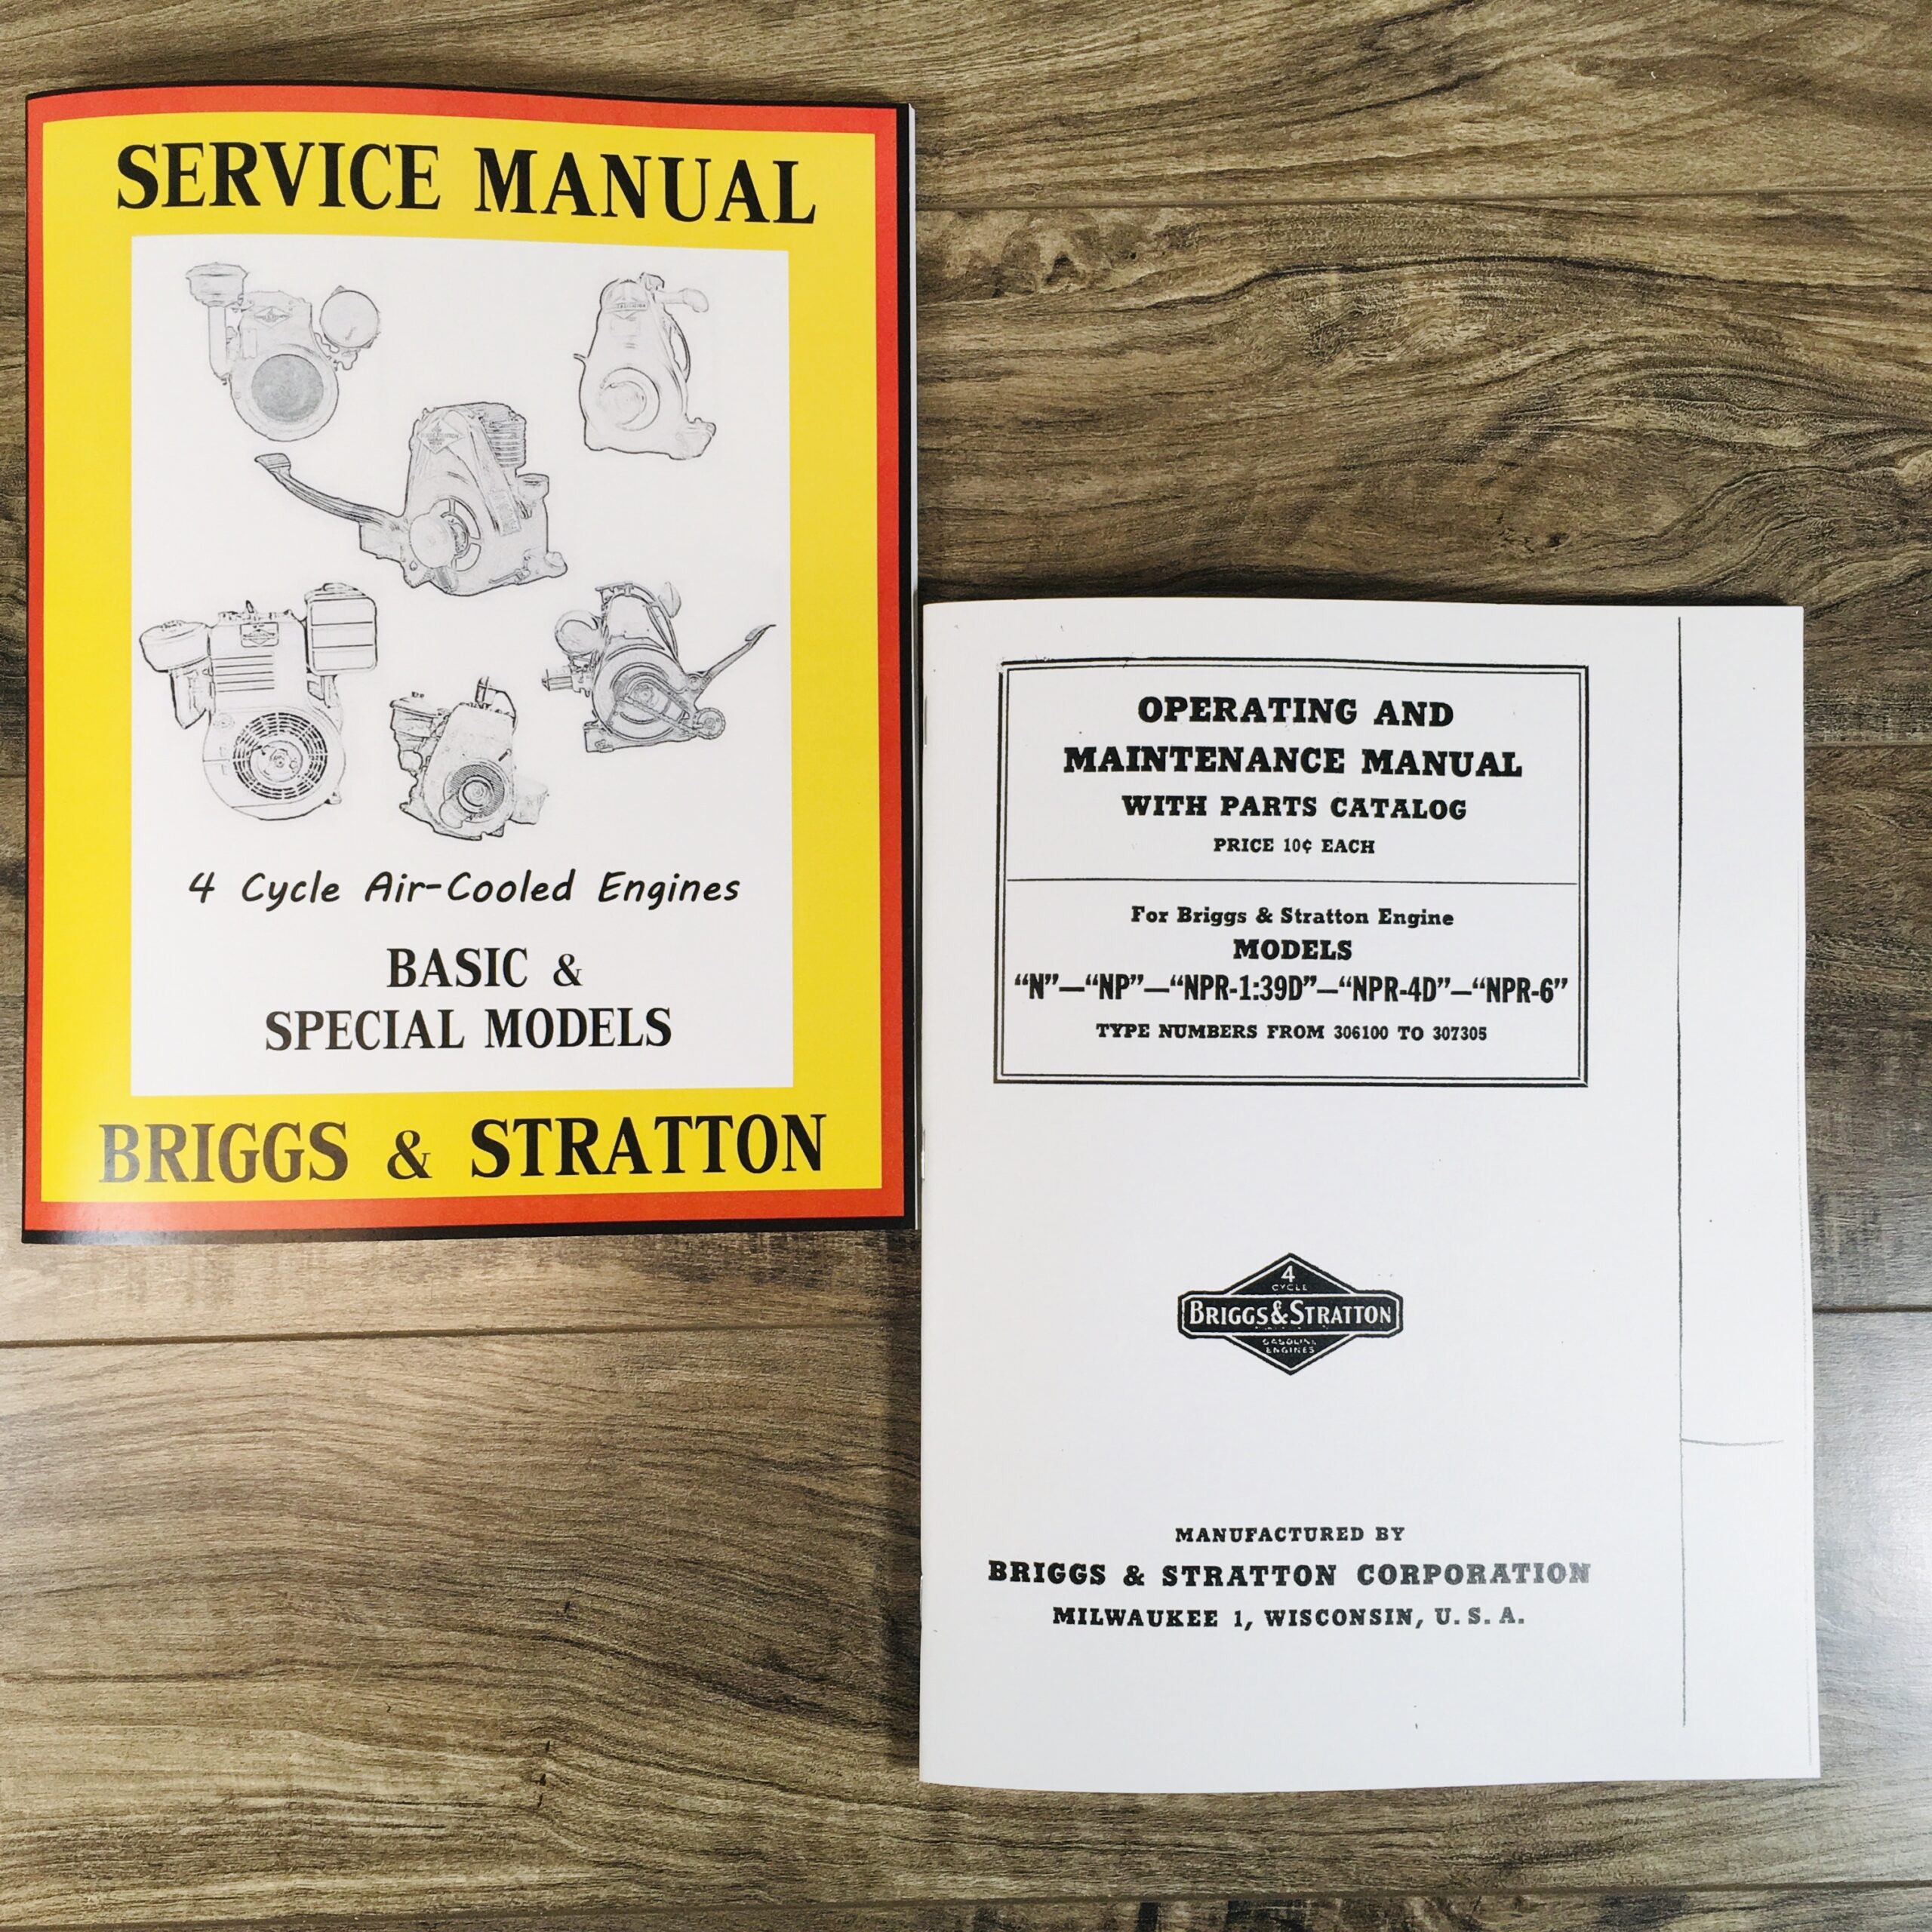 SERVICE MANUAL
4 Cycle Air-Cooled Engines
BASIC &
SPECIAL MODELS
BRIGGS & STRATTON
OPERATING AND
MAINTENANCE MANUAL
WITH PARTS CATALOG
PRICE 10¢ EACH
For Briggs & Stratton Engine
MODELS
“N”—“NP”—“NPR-1:39D”—“NPR-4D”—“NPR-6”
TYPE NUMBERS FROM 306100 TO 307305
4
CYCLE
BRIGGS&STRATTON
GASOLINE
ENGINES
MANUFACTURED BY
BRIGGS & STRATTON CORPORATION
MILWAUKEE 1, WISCONSIN, U. S. A.